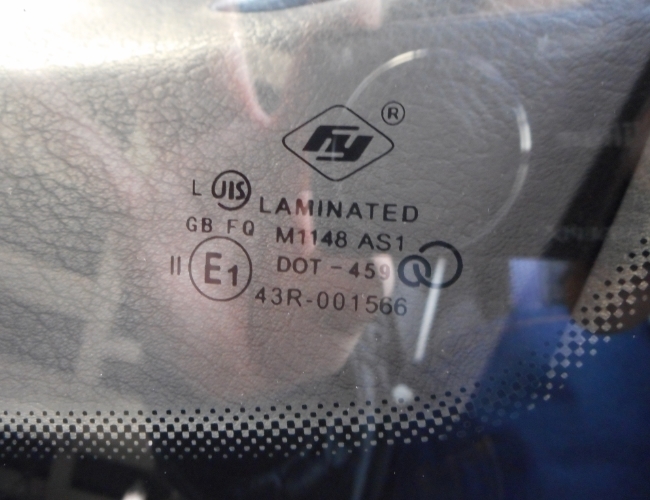 FY ®
L JIS LAMINATED
GB FQ M1148 AS1
II E1 DOT-459
43R-001566